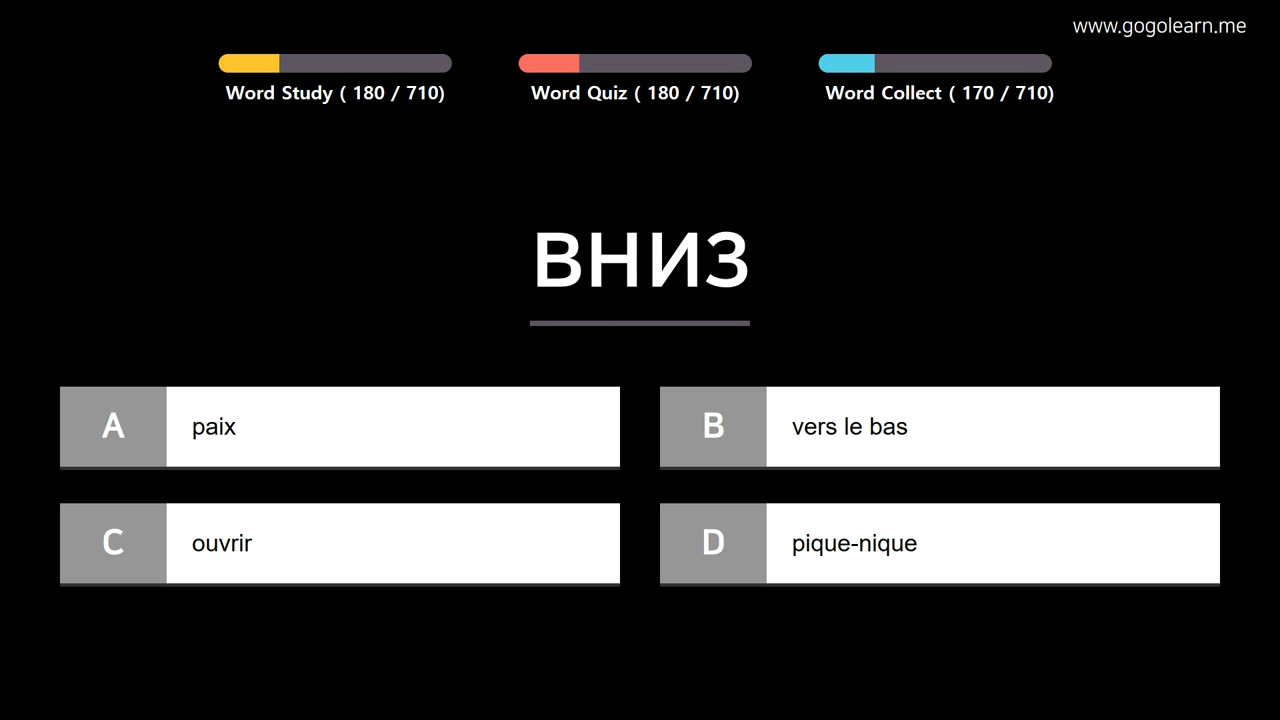 www.gogolearn.me
Word Study ( 180 / 710)
Word Quiz ( 180 / 710)
Word Collect ( 170 / 710)
вниз
A paix
B vers le bas
C ouvrir
D pique-nique